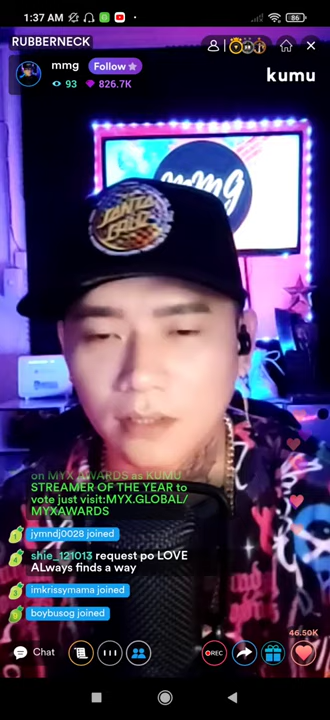 1:37 AM
86
RUBBERNECK
mmg
Follow
93
826.7K
kumu
MMG
SANTA
CRUZ
on MYX AWARDS as KUMU
STREAMER OF THE YEAR to
vote just visit:MYX.GLOBAL/
MYXAWARDS
jymndj0028 joined
shie_121013 request po LOVE
ALways finds a way
imkrissymama joined
boybusog joined
46.50K
Chat
REC